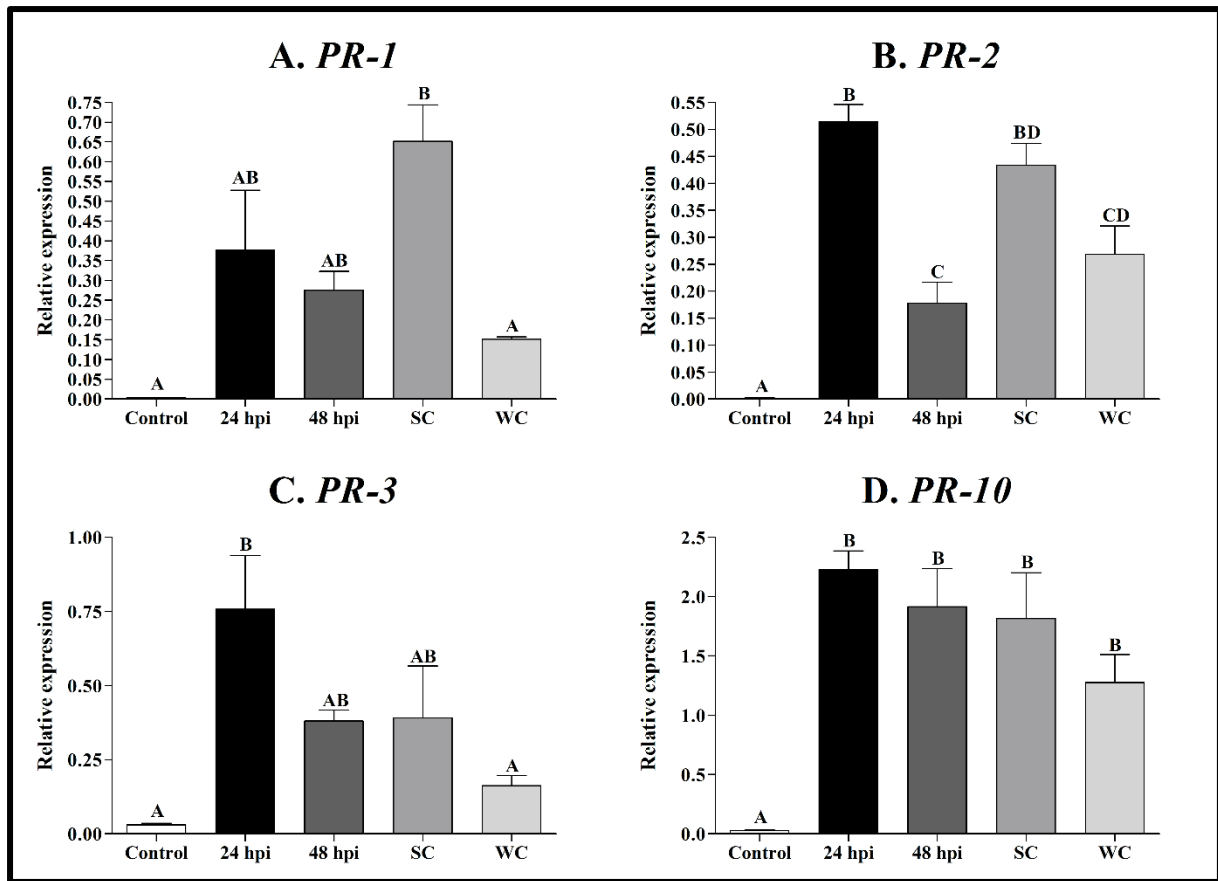 A. PR-1
Relative expression
0.75
0.70
0.65
0.60
0.55
0.50
0.45
0.40
0.35
0.30
0.25
0.20
0.15
0.10
0.05
0.00
A
AB
AB
B
A
Control 24 hpi 48 hpi SC WC
B. PR-2
Relative expression
0.55
0.50
0.45
0.40
0.35
0.30
0.25
0.20
0.15
0.10
0.05
0.00
A
B
C
BD
CD
Control 24 hpi 48 hpi SC WC
C. PR-3
Relative expression
1.00
0.75
0.50
0.25
0.00
A
B
AB
AB
A
Control 24 hpi 48 hpi SC WC
D. PR-10
Relative expression
2.5
2.0
1.5
1.0
0.5
0.0
A
B
B
B
B
Control 24 hpi 48 hpi SC WC